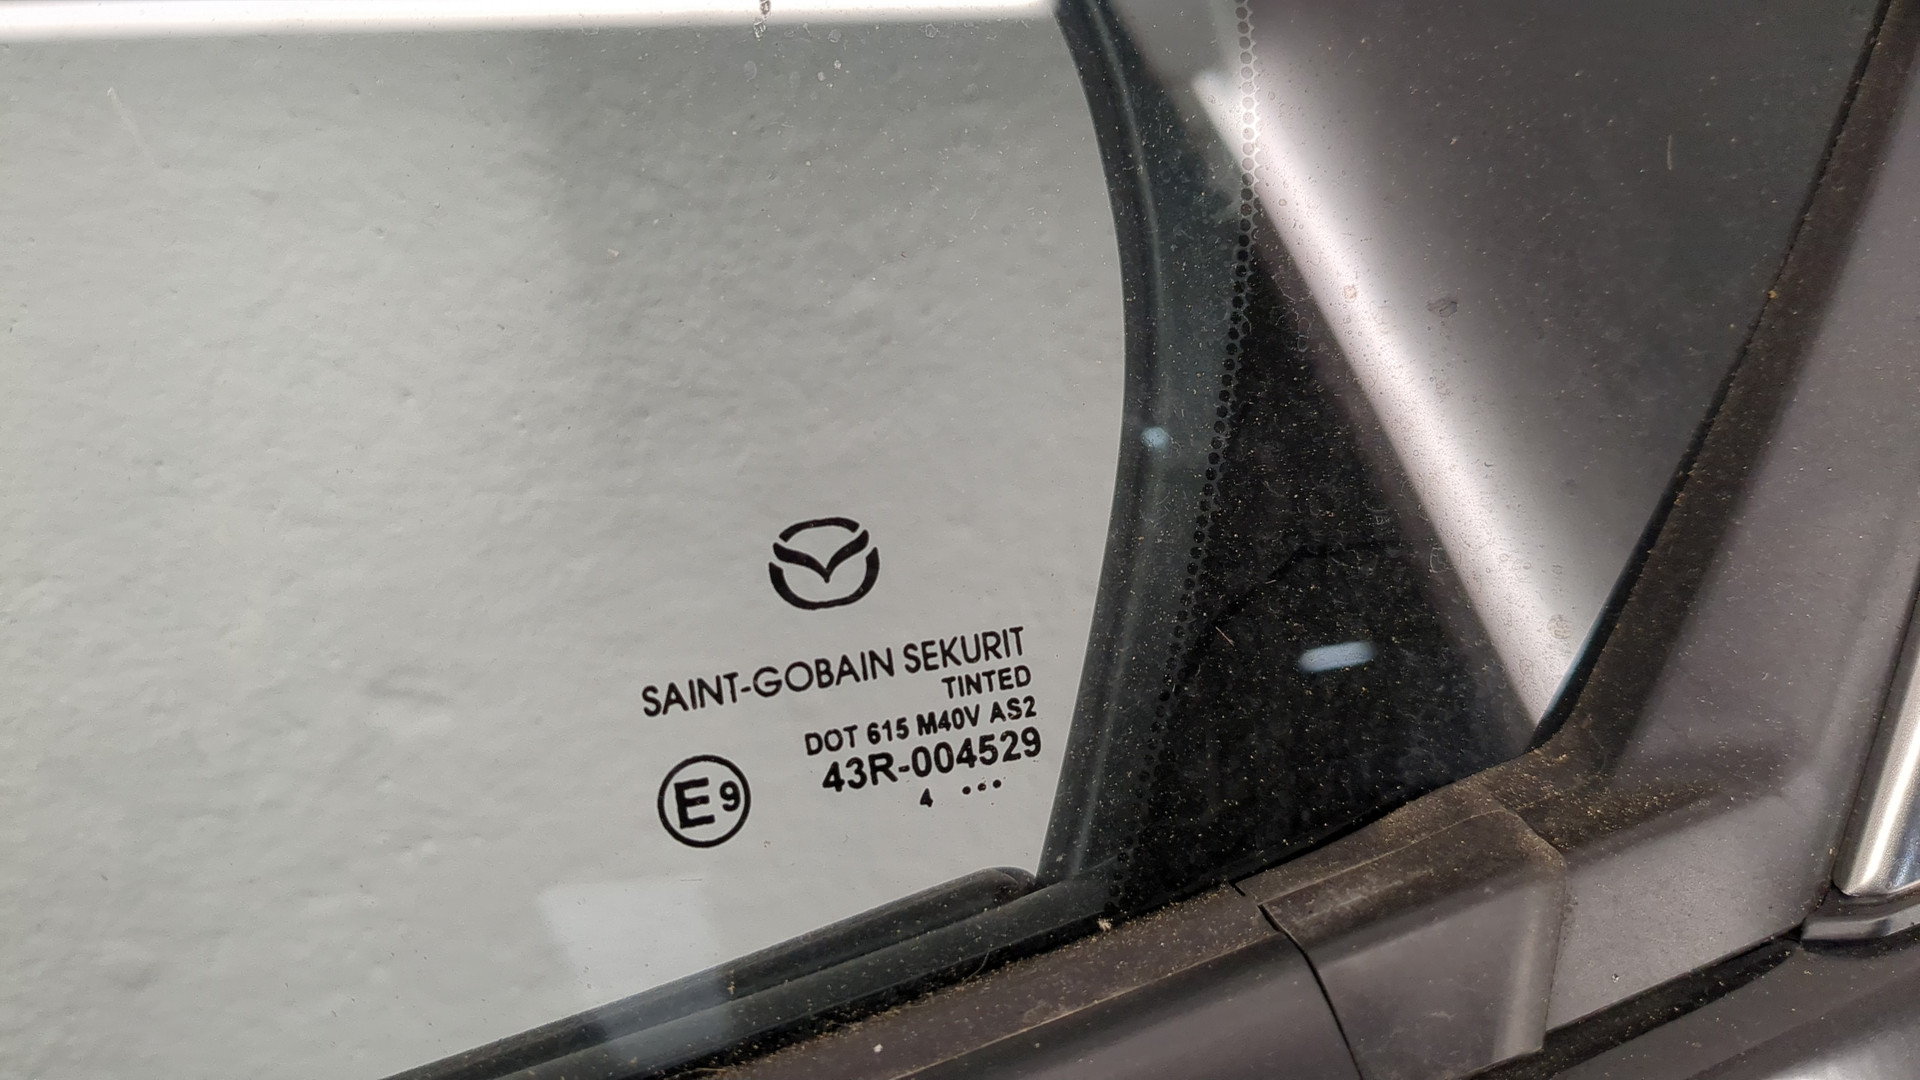 SAINT-GOBAIN SEKURIT
TINTED
DOT 615 M40V AS2
43R-004529
E9
4 •••